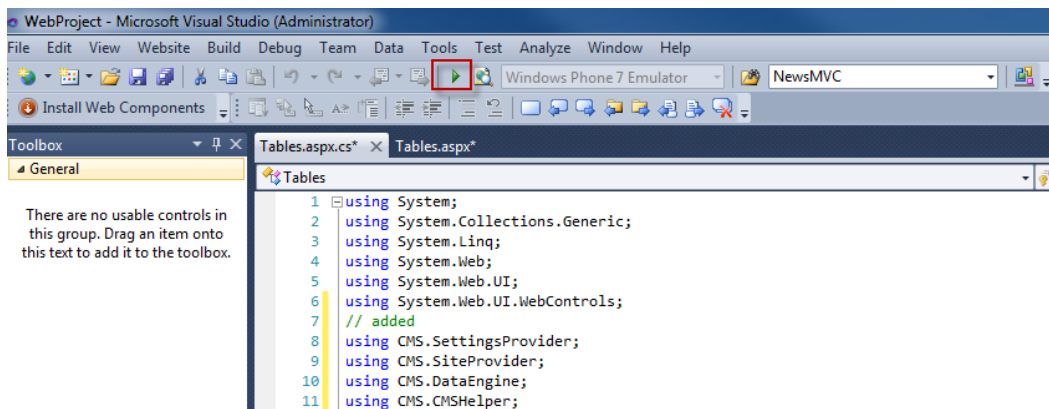 WebProject - Microsoft Visual Studio (Administrator)
File Edit View Website Build Debug Team Data Tools Test Analyze Window Help
Windows Phone 7 Emulator NewsMVC
Install Web Components
Toolbox
Tables.aspx.cs* Tables.aspx*
General
Tables
There are no usable controls in
this group. Drag an item onto
this text to add it to the toolbox.
1 using System;
2 using System.Collections.Generic;
3 using System.Linq;
4 using System.Web;
5 using System.Web.UI;
6 using System.Web.UI.WebControls;
7 // added
8 using CMS.SettingsProvider;
9 using CMS.SiteProvider;
10 using CMS.DataEngine;
11 using CMS.CMSHelper;